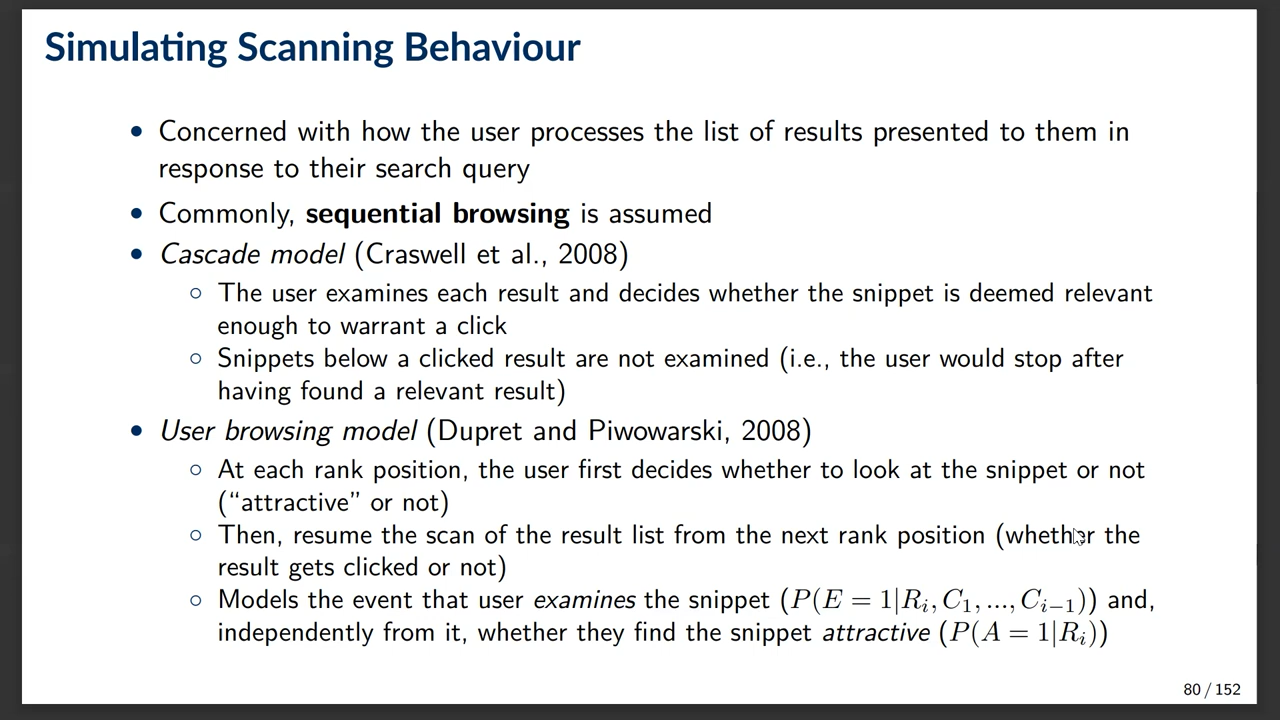 Simulating Scanning Behaviour
• Concerned with how the user processes the list of results presented to them in
response to their search query
• Commonly, sequential browsing is assumed
• Cascade model (Craswell et al., 2008)
○ The user examines each result and decides whether the snippet is deemed relevant
enough to warrant a click
○ Snippets below a clicked result are not examined (i.e., the user would stop after
having found a relevant result)
• User browsing model (Dupret and Piwowarski, 2008)
○ At each rank position, the user first decides whether to look at the snippet or not
(“attractive” or not)
○ Then, resume the scan of the result list from the next rank position (whether the
result gets clicked or not)
○ Models the event that user examines the snippet (P(E = 1|R_i, C_1, ..., C_{i−1})) and,
independently from it, whether they find the snippet attractive (P(A = 1|R_i))
80 / 152